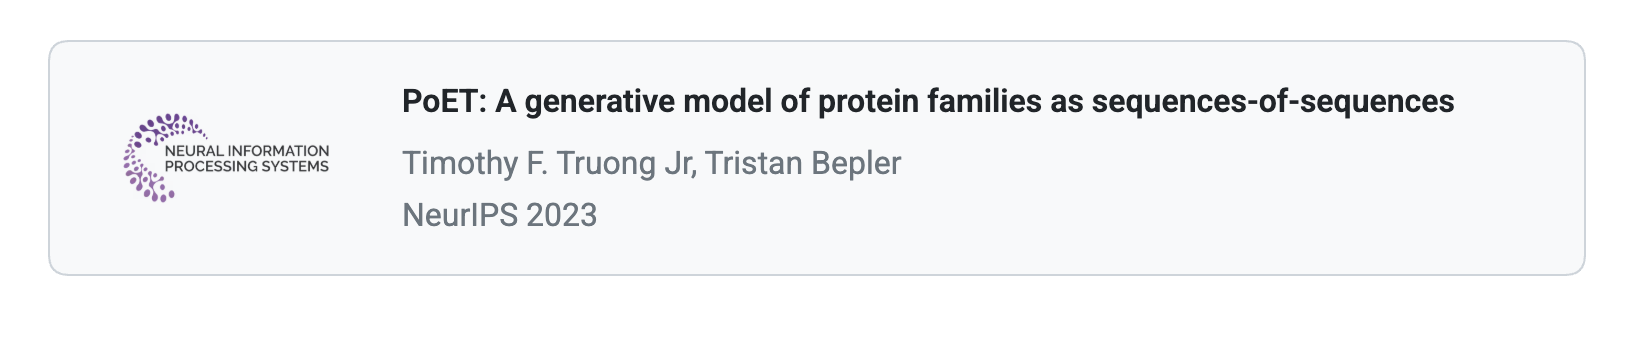 NEURAL INFORMATION
PROCESSING SYSTEMS
PoET: A generative model of protein families as sequences-of-sequences
Timothy F. Truong Jr, Tristan Bepler
NeurIPS 2023